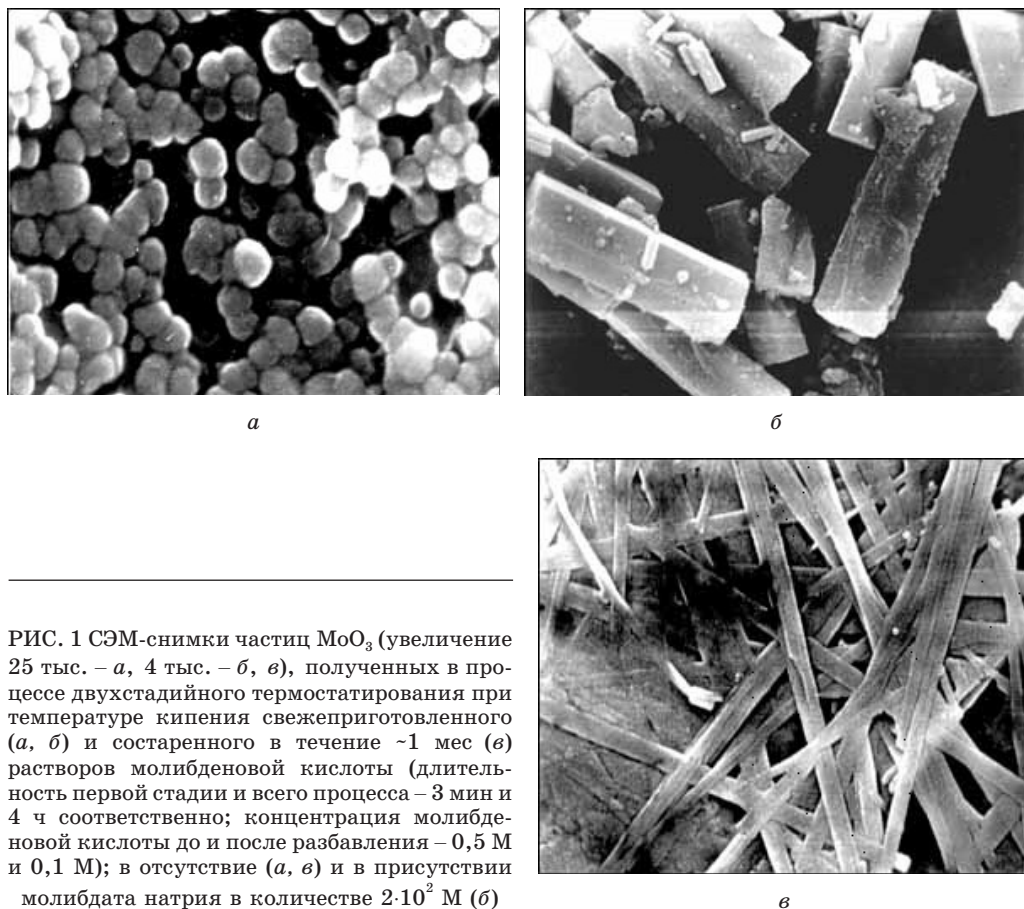 а
б
РИС. 1 СЭМ-снимки частиц MoO₃ (увеличение
25 тыс. – а, 4 тыс. – б, в), полученных в про-
цессе двухстадийного термостатирования при
температуре кипения свежеприготовленного
(а, б) и состаренного в течение ~1 мес (в)
растворов молибденовой кислоты (длитель-
ность первой стадии и всего процесса – 3 мин и
4 ч соответственно; концентрация молибде-
новой кислоты до и после разбавления – 0,5 М
и 0,1 М); в отсутствие (а, в) и в присутствии
молибдата натрия в количестве 2·10² М (б)
в